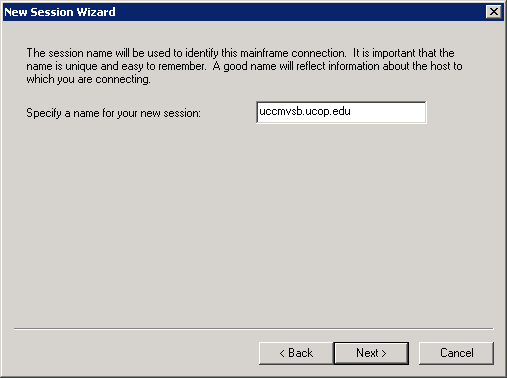 New Session Wizard
The session name will be used to identify this mainframe connection. It is important that the
name is unique and easy to remember. A good name will reflect information about the host to
which you are connecting.
Specify a name for your new session:
uccmvsb.ucop.edu
< Back
Next >
Cancel